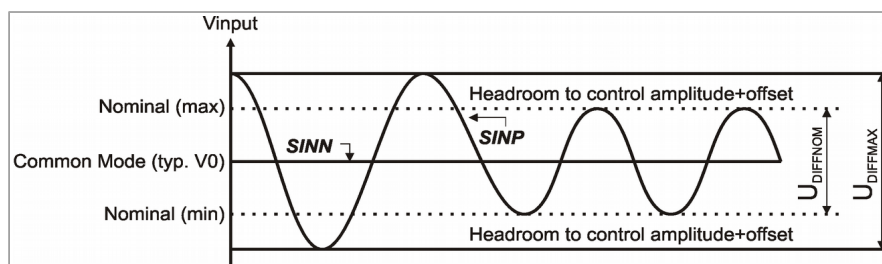 Vinput
Headroom to control amplitude+offset
Nominal (max)
SINN
SINP
Common Mode (typ. V0)
Nominal (min)
Headroom to control amplitude+offset
UDIFFNOM
UDIFFMAX